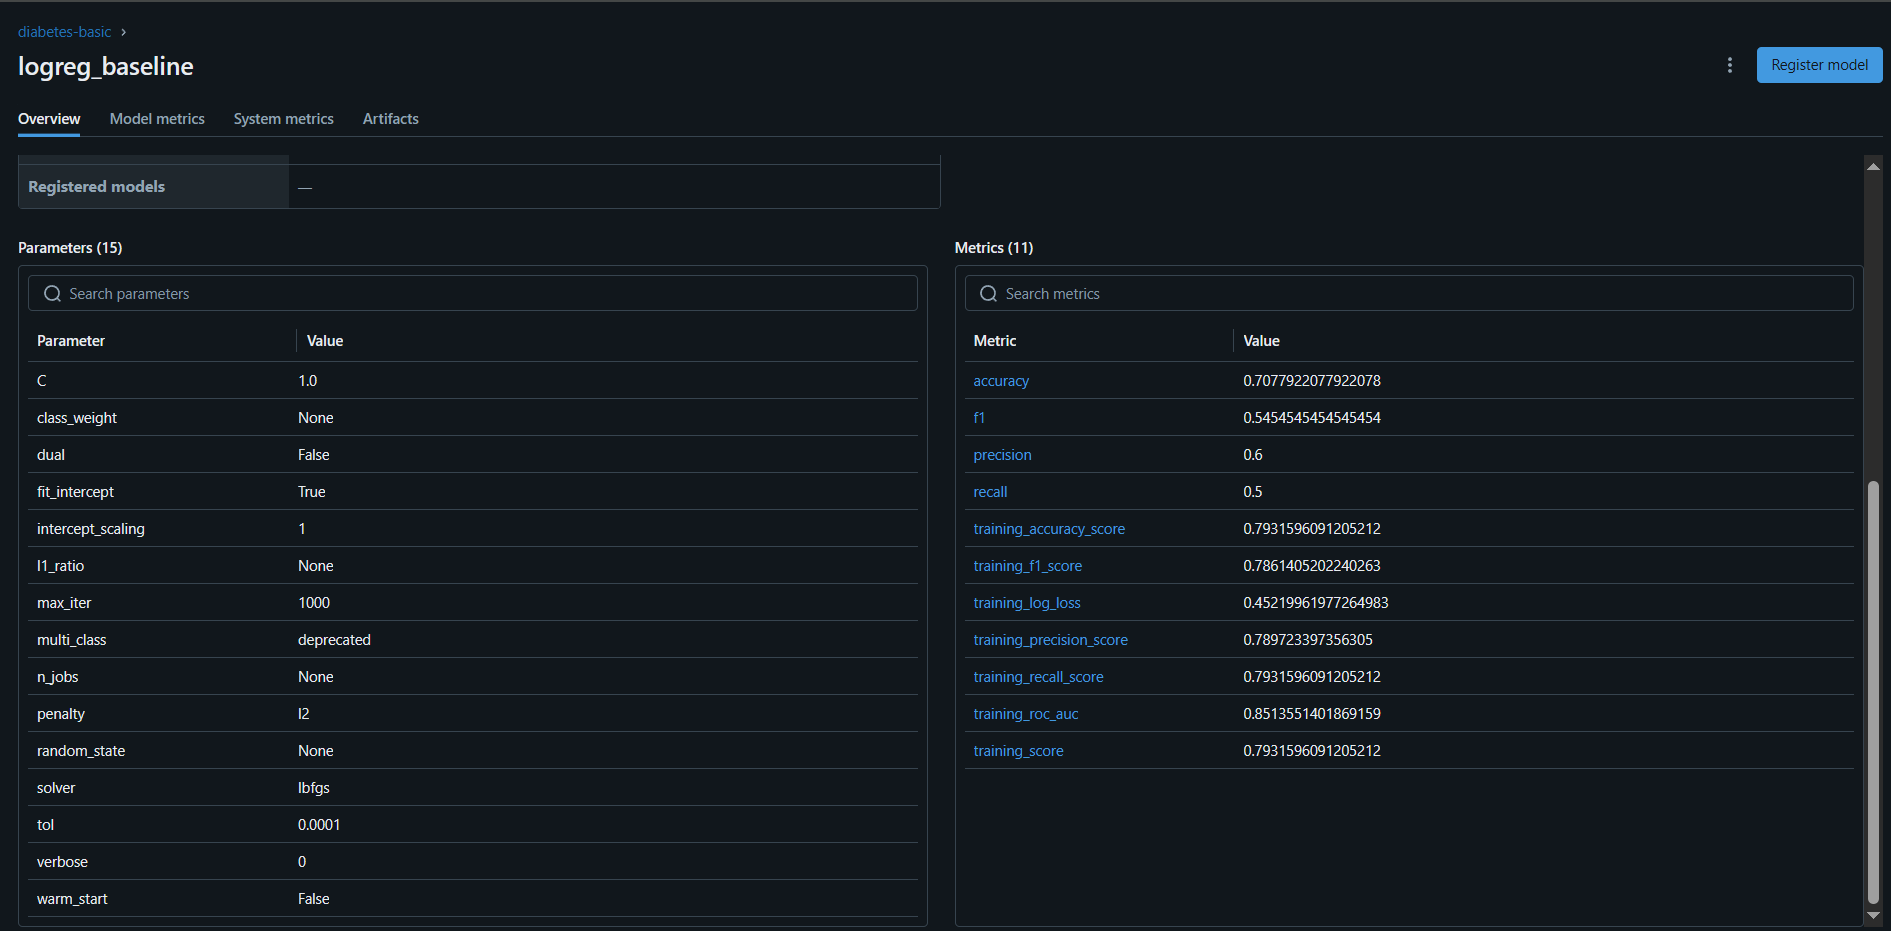 diabetes-basic
logreg_baseline
Register model
Overview Model metrics System metrics Artifacts
Registered models —
Parameters (15)
Search parameters
Parameter Value
C 1.0
class_weight None
dual False
fit_intercept True
intercept_scaling 1
l1_ratio None
max_iter 1000
multi_class deprecated
n_jobs None
penalty l2
random_state None
solver lbfgs
tol 0.0001
verbose 0
warm_start False
Metrics (11)
Search metrics
Metric Value
accuracy 0.7077922077922078
f1 0.5454545454545454
precision 0.6
recall 0.5
training_accuracy_score 0.7931596091205212
training_f1_score 0.7861405202240263
training_log_loss 0.45219961977264983
training_precision_score 0.789723397356305
training_recall_score 0.7931596091205212
training_roc_auc 0.8513551401869159
training_score 0.7931596091205212